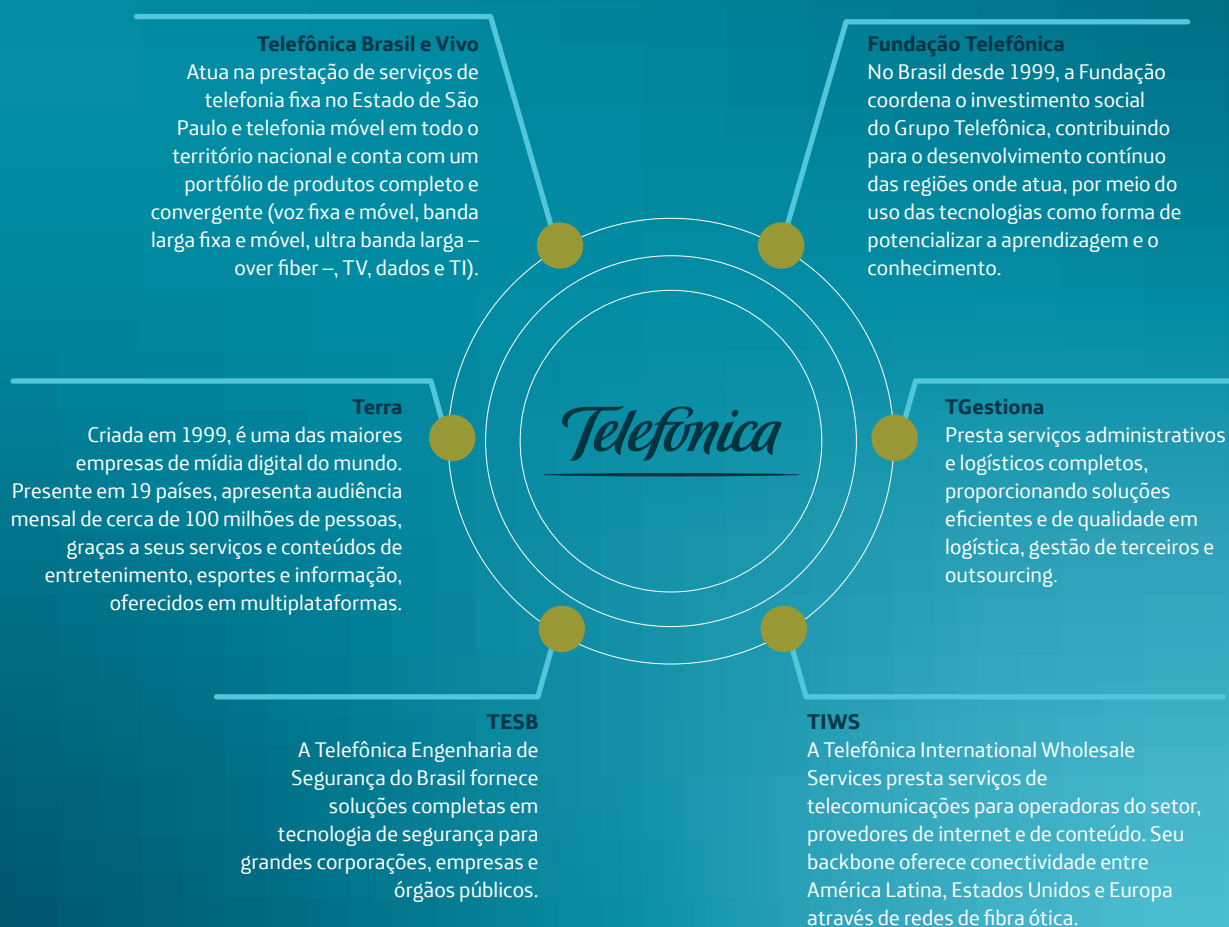 Telefônica Brasil e Vivo
Atua na prestação de serviços de
telefonia fixa no Estado de São
Paulo e telefonia móvel em todo o
território nacional e conta com um
portfólio de produtos completo e
convergente (voz fixa e móvel, banda
larga fixa e móvel, ultra banda larga –
over fiber –, TV, dados e TI).
Fundação Telefônica
No Brasil desde 1999, a Fundação
coordena o investimento social
do Grupo Telefônica, contribuindo
para o desenvolvimento contínuo
das regiões onde atua, por meio do
uso das tecnologias como forma de
potencializar a aprendizagem e o
conhecimento.
Terra
Criada em 1999, é uma das maiores
empresas de mídia digital do mundo.
Presente em 19 países, apresenta audiência
mensal de cerca de 100 milhões de pessoas,
graças a seus serviços e conteúdos de
entretenimento, esportes e informação,
oferecidos em multiplataformas.
Telefonica
TGestiona
Presta serviços administrativos
e logísticos completos,
proporcionando soluções
eficientes e de qualidade em
logística, gestão de terceiros e
outsourcing.
TESB
A Telefônica Engenharia de
Segurança do Brasil fornece
soluções completas em
tecnologia de segurança para
grandes corporações, empresas e
órgãos públicos.
TIWS
A Telefônica International Wholesale
Services presta serviços de
telecomunicações para operadoras do setor,
provedores de internet e de conteúdo. Seu
backbone oferece conectividade entre
América Latina, Estados Unidos e Europa
através de redes de fibra ótica.